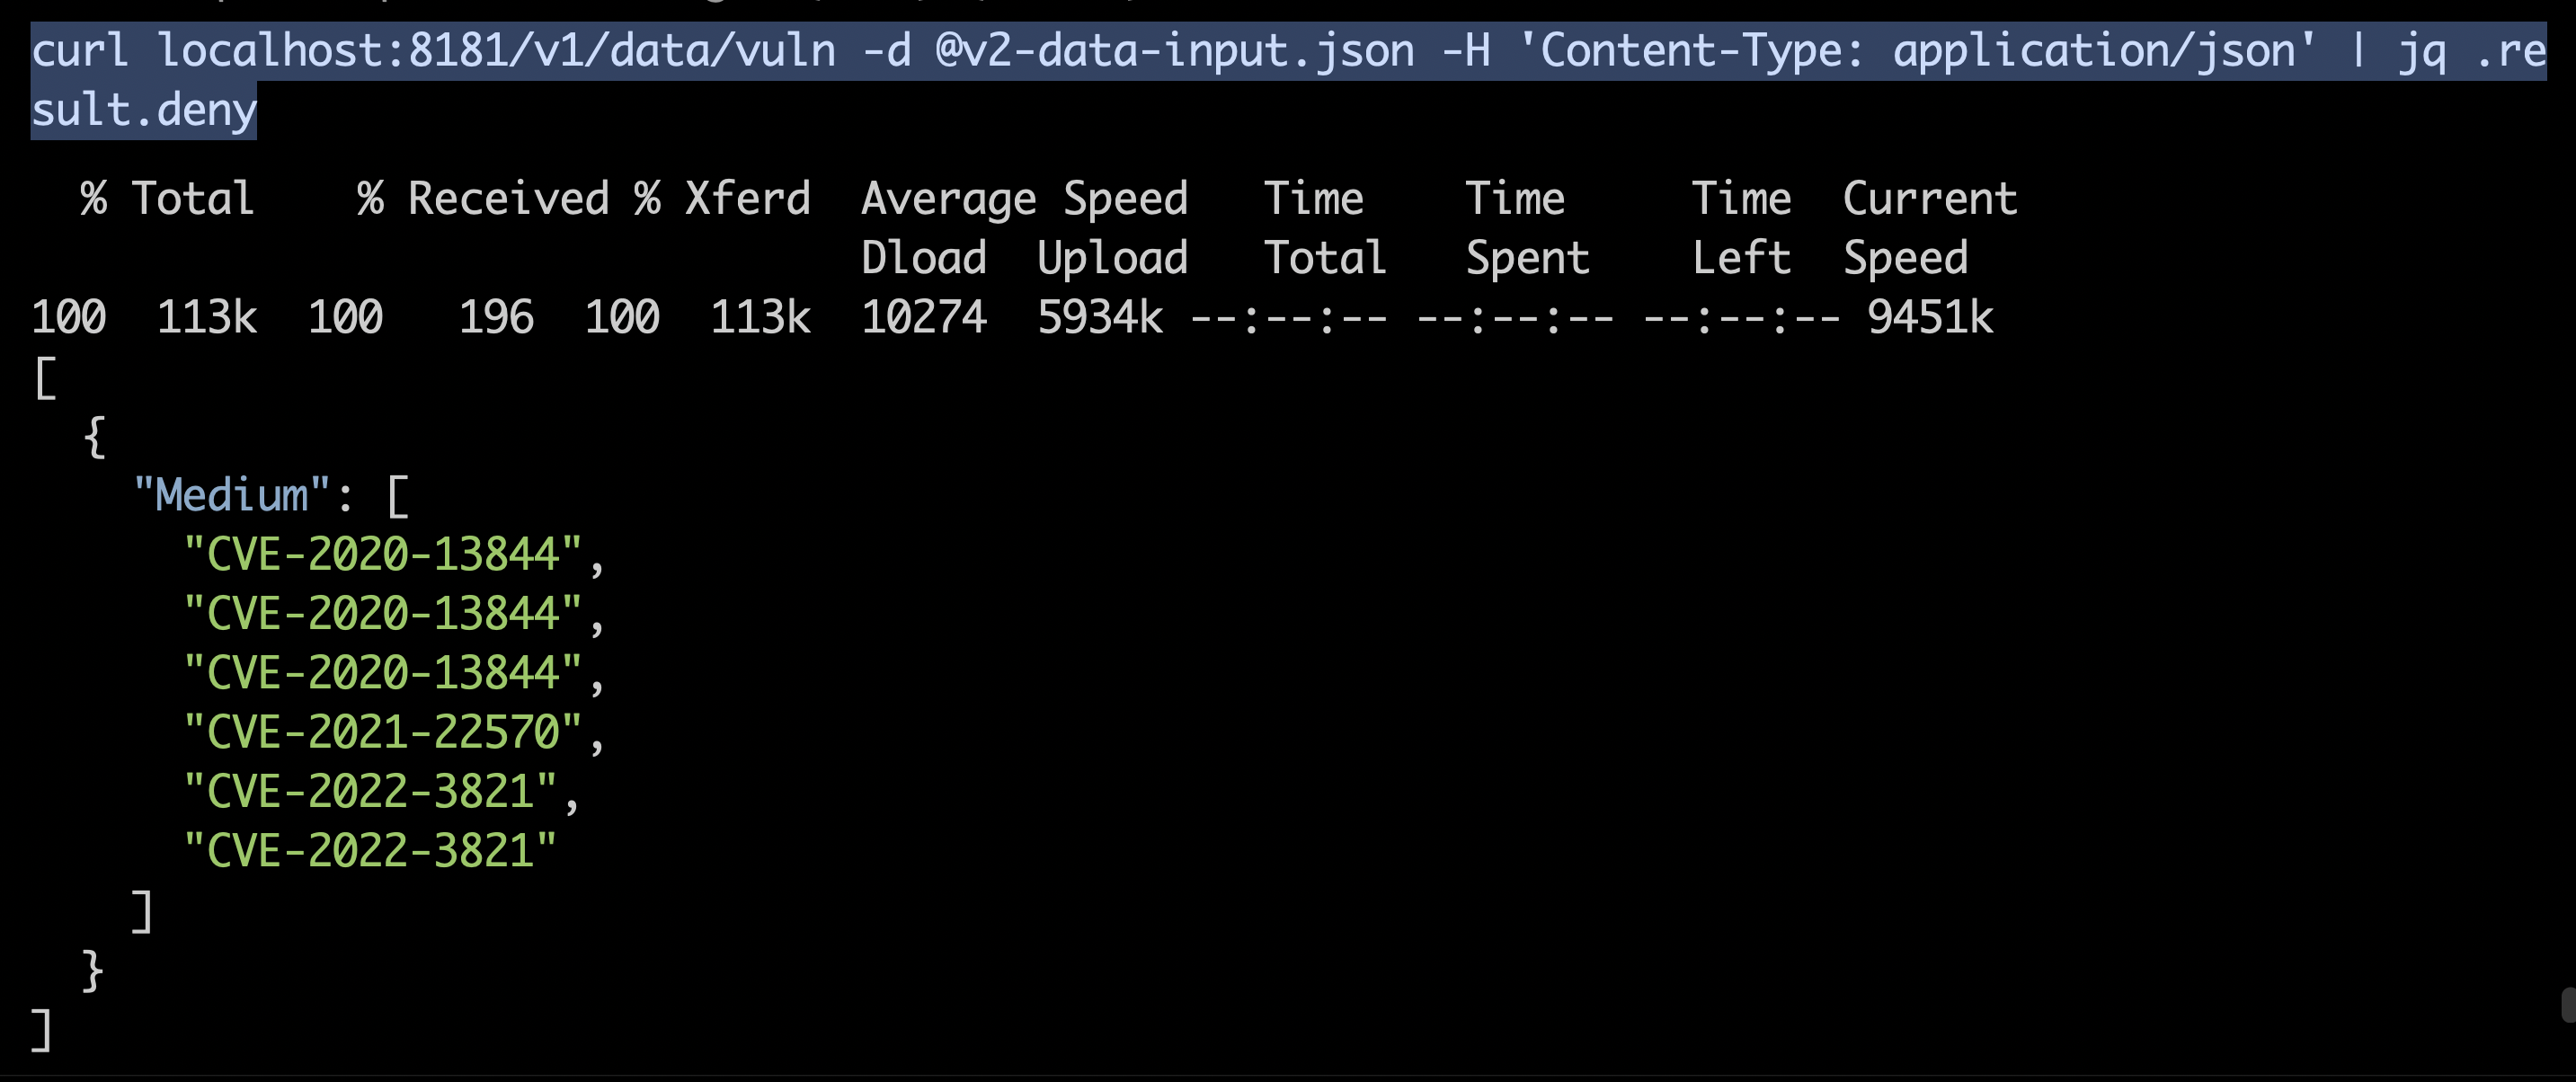 curl localhost:8181/v1/data/vuln -d @v2-data-input.json -H 'Content-Type: application/json' | jq .re
sult.deny
  % Total    % Received % Xferd  Average Speed   Time    Time     Time  Current
                                 Dload  Upload   Total   Spent    Left  Speed
100  113k  100   196  100  113k  10274  5934k --:--:-- --:--:-- --:--:-- 9451k
[
  {
    "Medium": [
      "CVE-2020-13844",
      "CVE-2020-13844",
      "CVE-2020-13844",
      "CVE-2021-22570",
      "CVE-2022-3821",
      "CVE-2022-3821"
    ]
  }
]